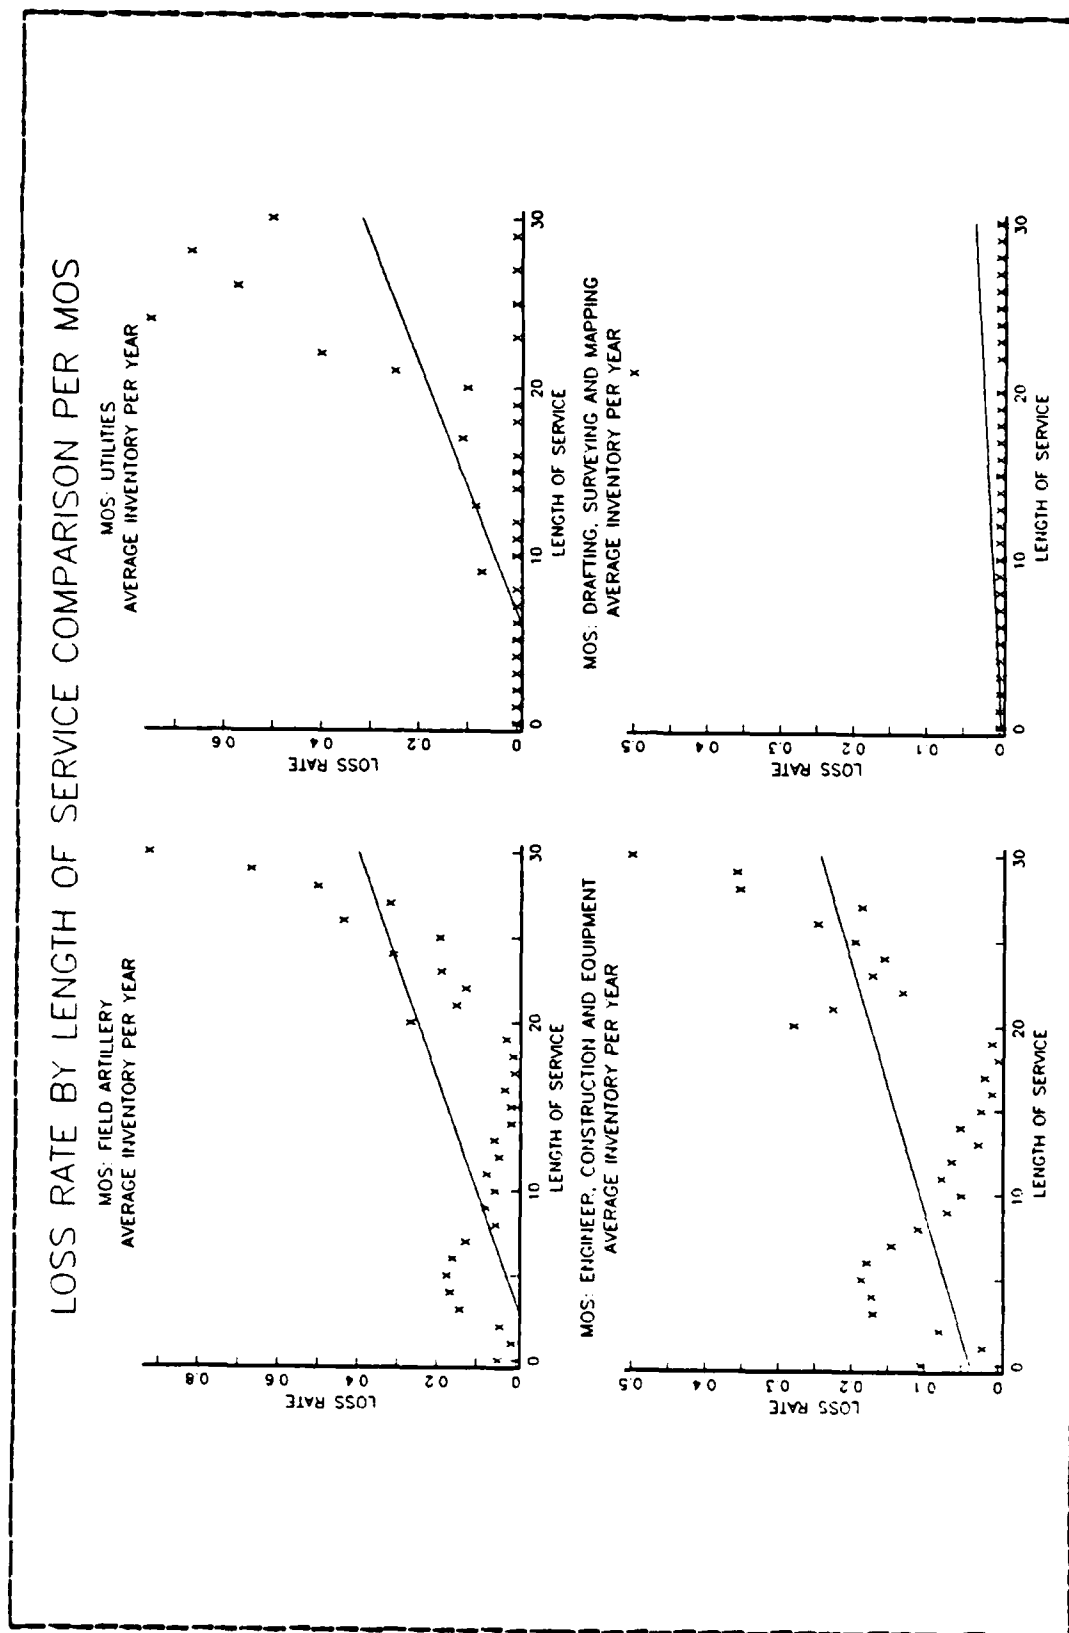 LOSS RATE BY LENGTH OF SERVICE COMPARISON PER MOS
MOS: FIELD ARTILLERY
AVERAGE INVENTORY PER YEAR
LOSS RATE
0 0.2 0.4 0.6 0.8
0 10 20 30
LENGTH OF SERVICE
MOS: UTILITIES
AVERAGE INVENTORY PER YEAR
LOSS RATE
0 0.2 0.4 0.6
0 10 20 30
LENGTH OF SERVICE
MOS: ENGINEER, CONSTRUCTION AND EQUIPMENT
AVERAGE INVENTORY PER YEAR
LOSS RATE
0 0.1 0.2 0.3 0.4 0.5
0 10 20 30
LENGTH OF SERVICE
MOS: DRAFTING, SURVEYING AND MAPPING
AVERAGE INVENTORY PER YEAR
LOSS RATE
0 0.1 0.2 0.3 0.4 0.5
0 10 20 30
LENGTH OF SERVICE